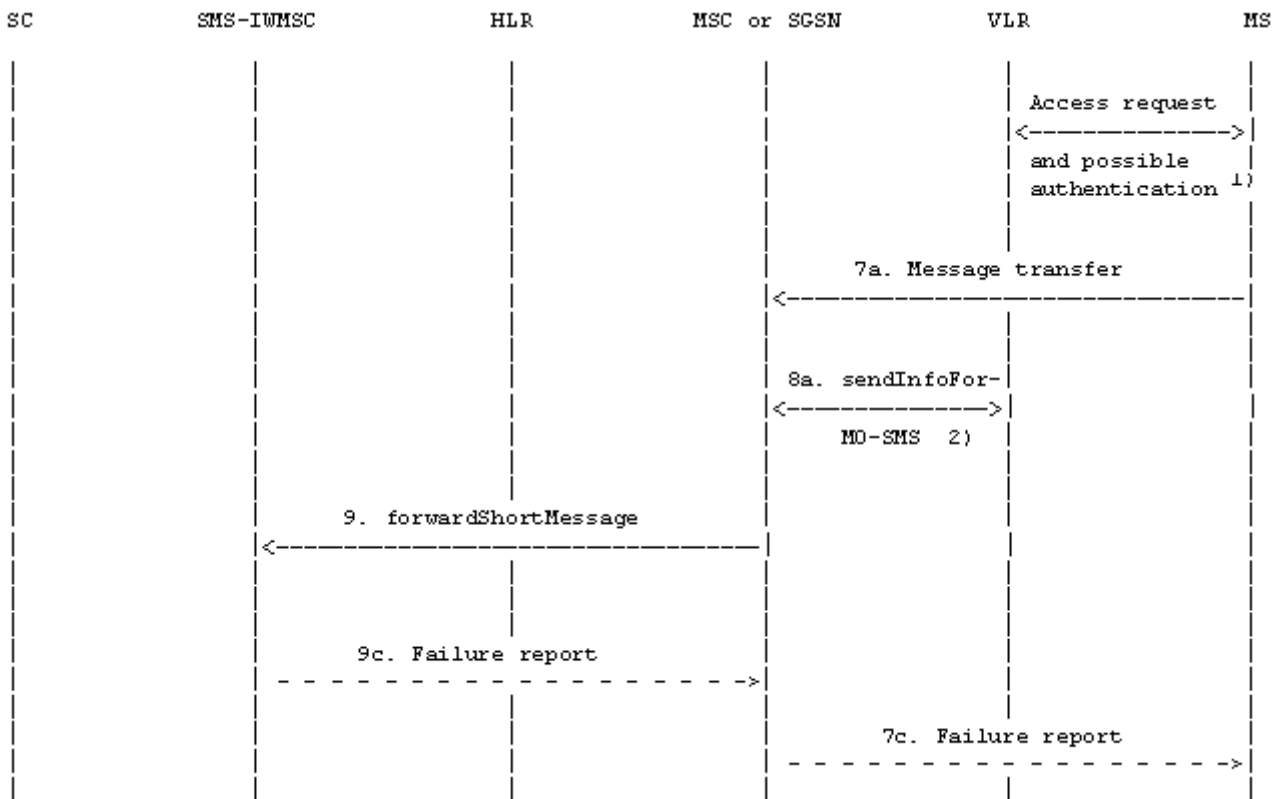 SC SMS-IWMSC HLR MSC or SGSN VLR MS
Access request
and possible
authentication 1)
7a. Message transfer
8a. sendInfoFor-
MO-SMS 2)
9. forwardShortMessage
9c. Failure report
7c. Failure report